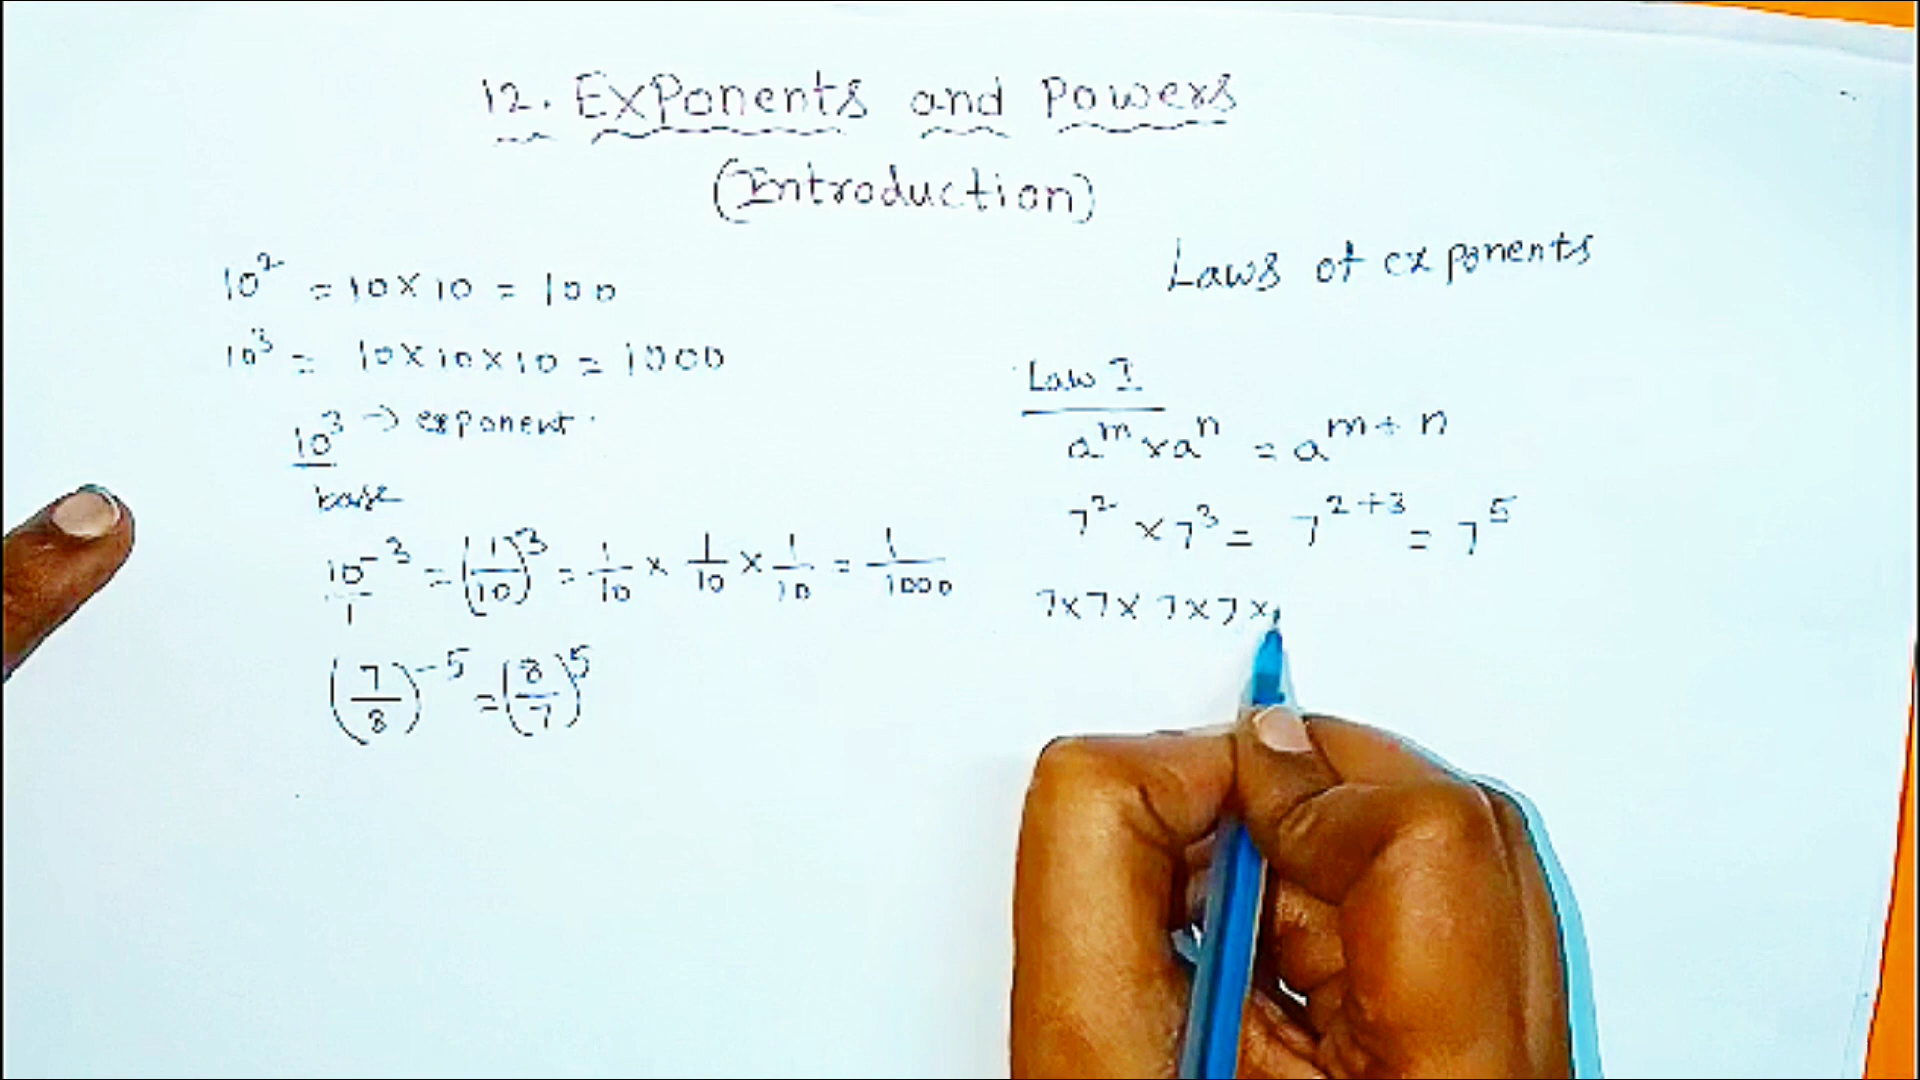 12. Exponents and Powers
(Introduction)
10² = 10 × 10 = 100
10³ = 10 × 10 × 10 = 1000
10³ → exponent.
base
10⁻³/1 = (1/10)³ = 1/10 × 1/10 × 1/10 = 1/1000
(7/8)⁻⁵ = (8/7)⁵
Laws of exponents
Law I
aᵐ × aⁿ = aᵐ⁺ⁿ
7² × 7³ = 7²⁺³ = 7⁵
7×7× 7×7×